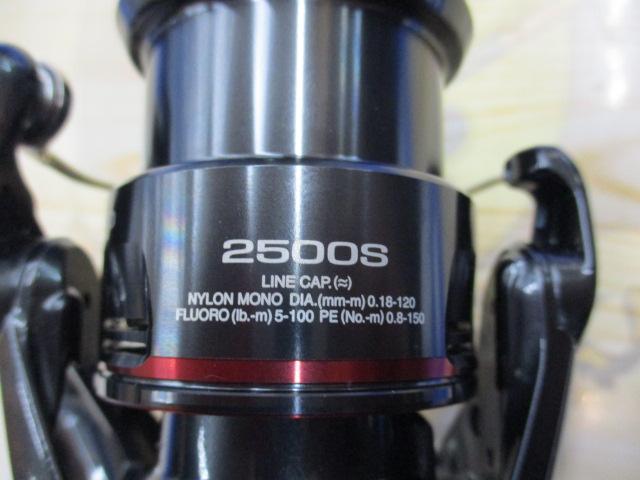 2500S
LINE CAP.(≈)
NYLON MONO DIA.(mm-m) 0.18-120
FLUORO (lb.-m) 5-100 PE (No.-m) 0.8-150